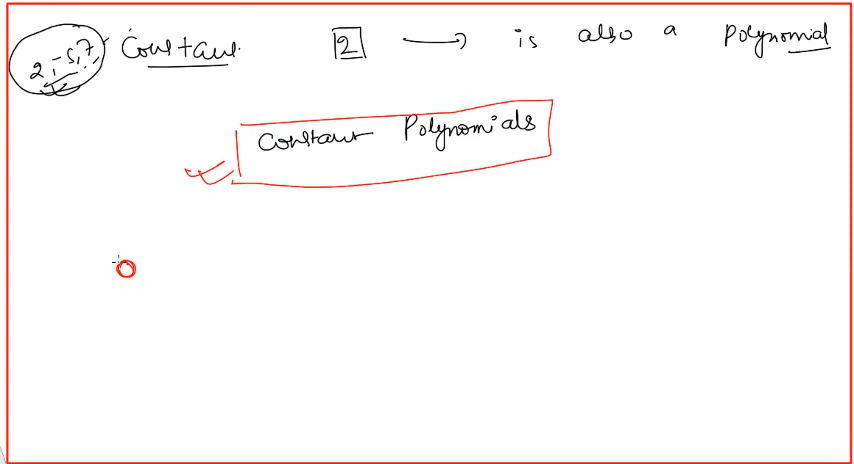 2, -5, 7 Constant. 2 → is also a Polynomial
Constant Polynomials